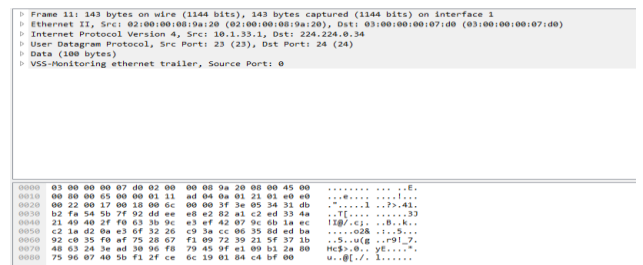 Frame 11: 143 bytes on wire (1144 bits), 143 bytes captured (1144 bits) on interface 1
Ethernet II, Src: 02:00:00:08:9a:20 (02:00:00:08:9a:20), Dst: 03:00:00:00:07:d0 (03:00:00:00:07:d0)
Internet Protocol Version 4, Src: 10.1.33.1, Dst: 224.224.0.34
User Datagram Protocol, Src Port: 23 (23), Dst Port: 24 (24)
Data (100 bytes)
VSS-Monitoring ethernet trailer, Source Port: 0
0000 03 00 00 00 07 d0 02 00 00 08 9a 20 08 00 45 00 ........ ... ..E.
0010 00 80 00 65 00 00 01 11 ad 04 0a 01 21 01 e0 e0 ...e.... ....!...
0020 00 22 00 17 00 18 00 6c 00 00 3f 3e 05 34 31 db .".....l ..?>.41.
0030 b2 fa 54 5b 7f 92 dd ee e8 e2 82 a1 c2 ed 33 4a ..T[.... ......3J
0040 21 49 40 2f f0 63 3b 9c e3 ef 42 07 9c 6b 1a ec !I@/.c;. ..B..k..
0050 c2 1a d2 0a e3 6f 32 26 c9 3a cc 06 35 8d ed ba .....o2& .:..5...
0060 92 c0 35 f0 af 75 28 67 f1 09 72 39 21 5f 37 1b ..5..u(g ..r9!_7.
0070 48 63 24 3e ad 30 96 f8 79 45 9f e1 09 b1 2a 80 Hc$>.0.. yE....*.
0080 75 96 07 40 5b f1 2f ce 6c 19 01 84 c4 bf 00 u..@[./. l......